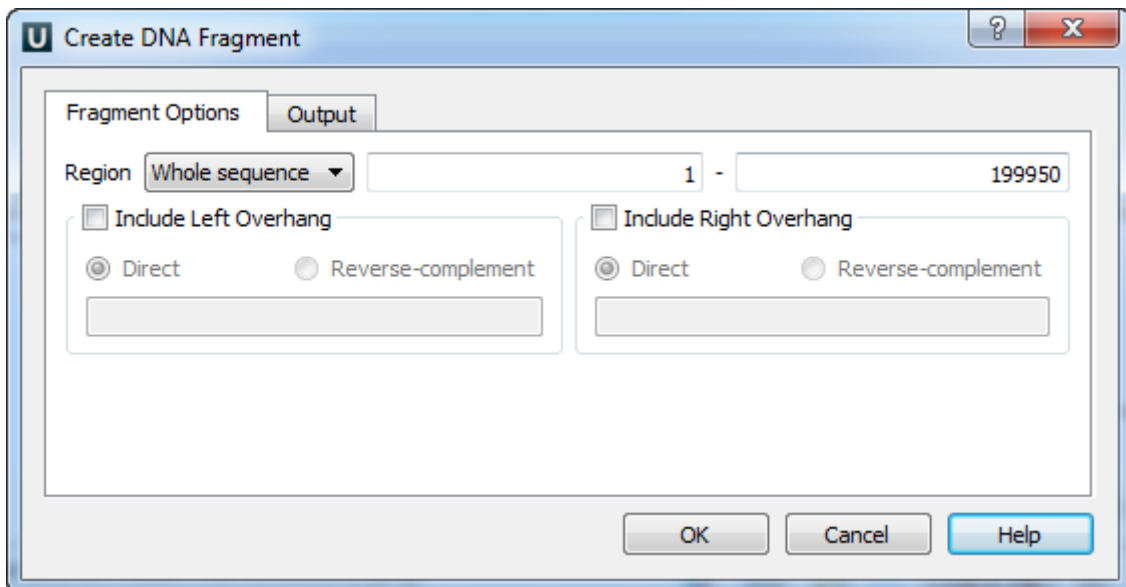 U Create DNA Fragment ? X
Fragment Options Output
Region Whole sequence 1 - 199950
Include Left Overhang Include Right Overhang
Direct Reverse-complement Direct Reverse-complement
OK Cancel Help